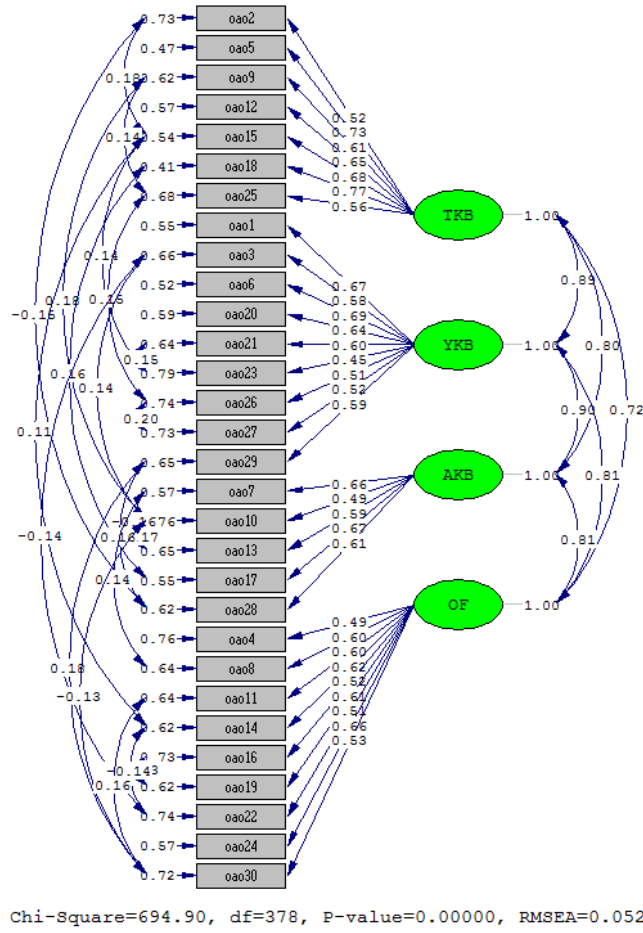 0.73 oao2
0.47 oao5
0.18 0.62 oao9
0.57 oao12
0.14 0.54 oao15
0.41 oao18
0.68 oao25
0.55 oao1
0.66 oao3
0.52 oao6
0.59 oao20
0.64 oao21
0.79 oao23
0.74 oao26
0.73 oao27
0.65 oao29
0.57 oao7
oao10
0.65 oao13
0.55 oao17
0.62 oao28
0.76 oao4
0.64 oao8
0.64 oao11
0.62 oao14
0.73 oao16
0.62 oao19
0.74 oao22
0.57 oao24
0.72 oao30
0.14
0.18 0.15
-0.15
0.15
0.16 0.14
0.20
0.11
-0.14
0.14
0.18
-0.13
0.16
0.52
0.73
0.61
0.65
0.68
0.77
0.56
TKB 1.00
0.67
0.58
0.69
0.64
0.60
0.45
0.51
0.52
0.59
YKB 1.00
0.66
0.49
0.59
0.67
0.61
AKB 1.00
0.49
0.60
0.60
0.62
0.52
0.61
0.51
0.66
0.53
OF 1.00
0.89
0.80
0.90
0.72
0.81
0.81
Chi-Square=694.90, df=378, P-value=0.00000, RMSEA=0.052